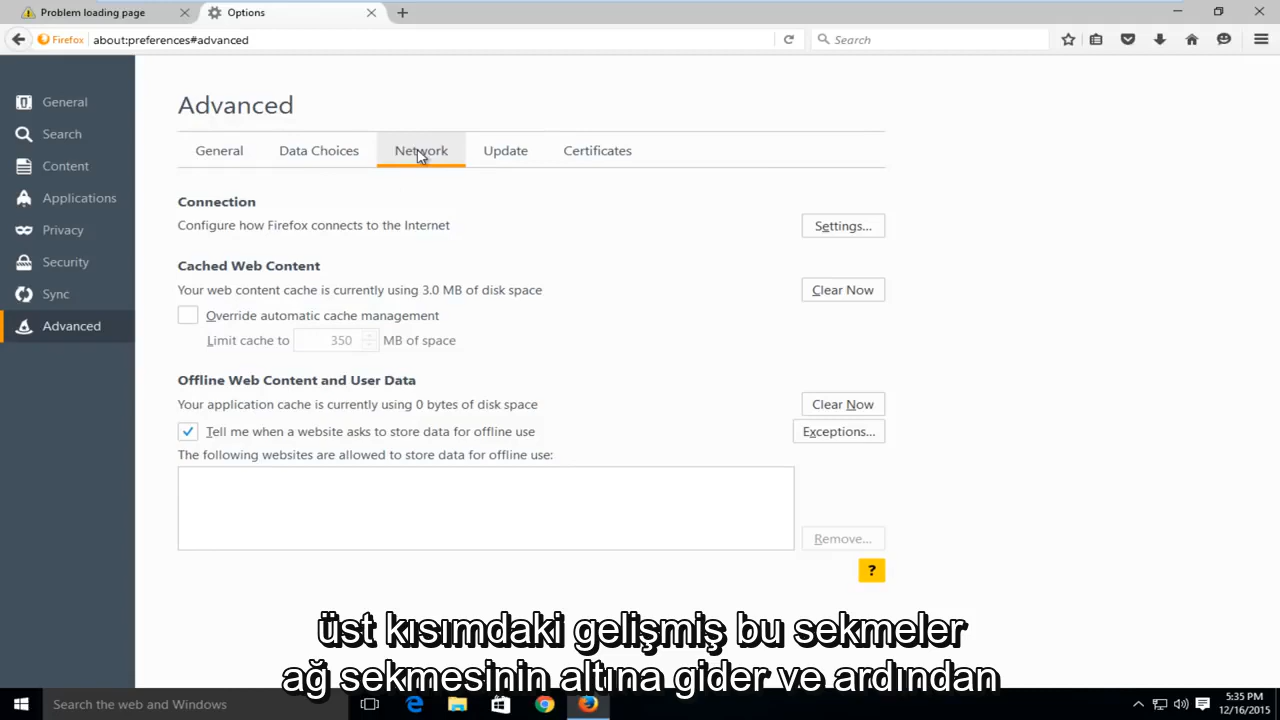 Problem loading page
Options
Firefox
about:preferences#advanced
Search
General
Search
Content
Applications
Privacy
Security
Sync
Advanced
Advanced
General
Data Choices
Network
Update
Certificates
Connection
Configure how Firefox connects to the Internet
Settings...
Cached Web Content
Your web content cache is currently using 3.0 MB of disk space
Clear Now
Override automatic cache management
Limit cache to 350 MB of space
Offline Web Content and User Data
Your application cache is currently using 0 bytes of disk space
Clear Now
Tell me when a website asks to store data for offline use
Exceptions...
The following websites are allowed to store data for offline use:
Remove...
?
üst kısımdaki gelişmiş bu sekmeler
ağ sekmesinin altına gider ve ardından
Search the web and Windows
5:35 PM
12/16/2015